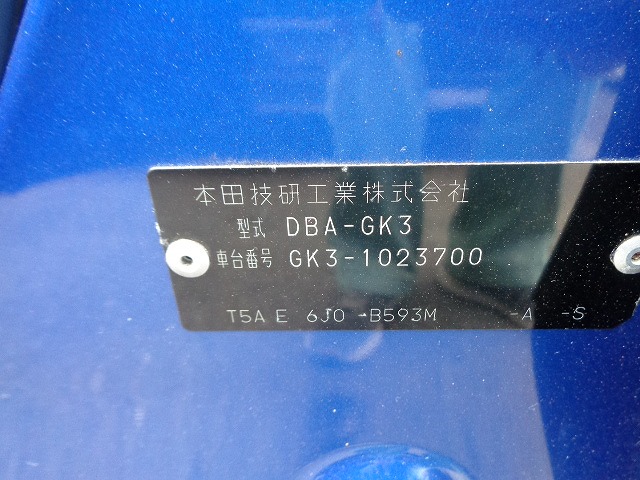 本田技研工業株式会社
型式 DBA-GK3
車台番号 GK3-1023700
T5A E 6J0 -B593M -A -S